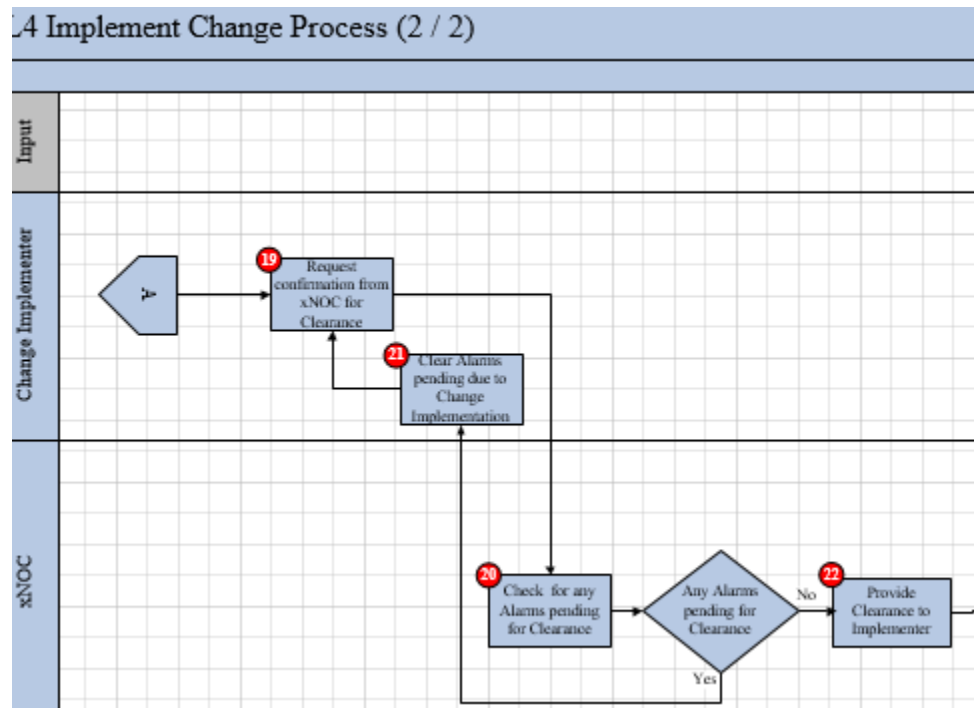 L4 Implement Change Process (2 / 2)
Input
Change Implementer
A
19
Request
confirmation from
xNOC for
Clearance
21
Clear Alarms
pending due to
Change
Implementation
xNOC
20
Check for any
Alarms pending
for Clearance
Any Alarms
pending for
Clearance
No
Yes
22
Provide
Clearance to
Implementer